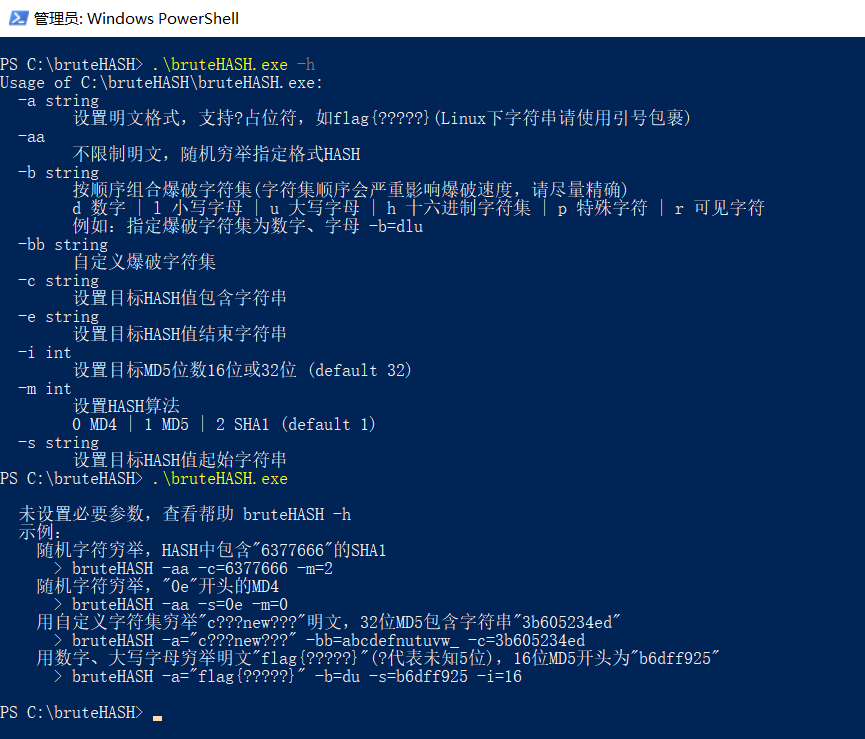 管理员: Windows PowerShell
PS C:\bruteHASH> .\bruteHASH.exe -h
Usage of C:\bruteHASH\bruteHASH.exe:
  -a string
        设置明文格式，支持?占位符，如flag{?????}(Linux下字符串请使用引号包裹)
  -aa
        不限制明文，随机穷举指定格式HASH
  -b string
        按顺序组合爆破字符集(字符集顺序会严重影响爆破速度，请尽量精确)
        d 数字 | l 小写字母 | u 大写字母 | h 十六进制字符集 | p 特殊字符 | r 可见字符
        例如: 指定爆破字符集为数字、字母 -b=dlu
  -bb string
        自定义爆破字符集
  -c string
        设置目标HASH值包含字符串
  -e string
        设置目标HASH值结束字符串
  -i int
        设置目标MD5位数16位或32位 (default 32)
  -m int
        设置HASH算法
        0 MD4 | 1 MD5 | 2 SHA1 (default 1)
  -s string
        设置目标HASH值起始字符串
PS C:\bruteHASH> .\bruteHASH.exe
  未设置必要参数，查看帮助 bruteHASH -h
  示例:
    随机字符穷举，HASH中包含"6377666"的SHA1
      > bruteHASH -aa -c=6377666 -m=2
    随机字符穷举，"0e"开头的MD4
      > bruteHASH -aa -s=0e -m=0
    用自定义字符集穷举"c???new???"明文，32位MD5包含字符串"3b605234ed"
      > bruteHASH -a="c???new???" -bb=abcdefnutuvw_ -c=3b605234ed
    用数字、大写字母穷举明文"flag{?????}"(?代表未知5位)，16位MD5开头为"b6dff925"
      > bruteHASH -a="flag{?????}" -b=du -s=b6dff925 -i=16
PS C:\bruteHASH>